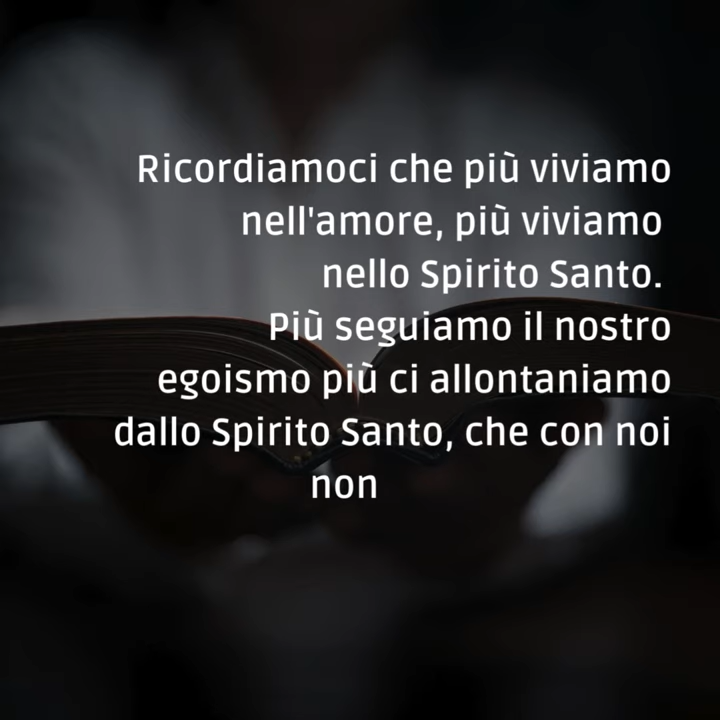 Ricordiamoci che più viviamo
nell'amore, più viviamo
nello Spirito Santo.
Più seguiamo il nostro
egoismo più ci allontaniamo
dallo Spirito Santo, che con noi
non